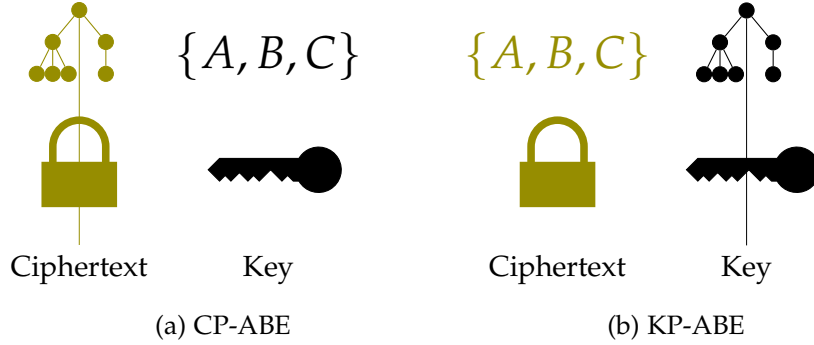 {A, B, C}
Ciphertext
Key
(a) CP-ABE
{A, B, C}
Ciphertext
Key
(b) KP-ABE